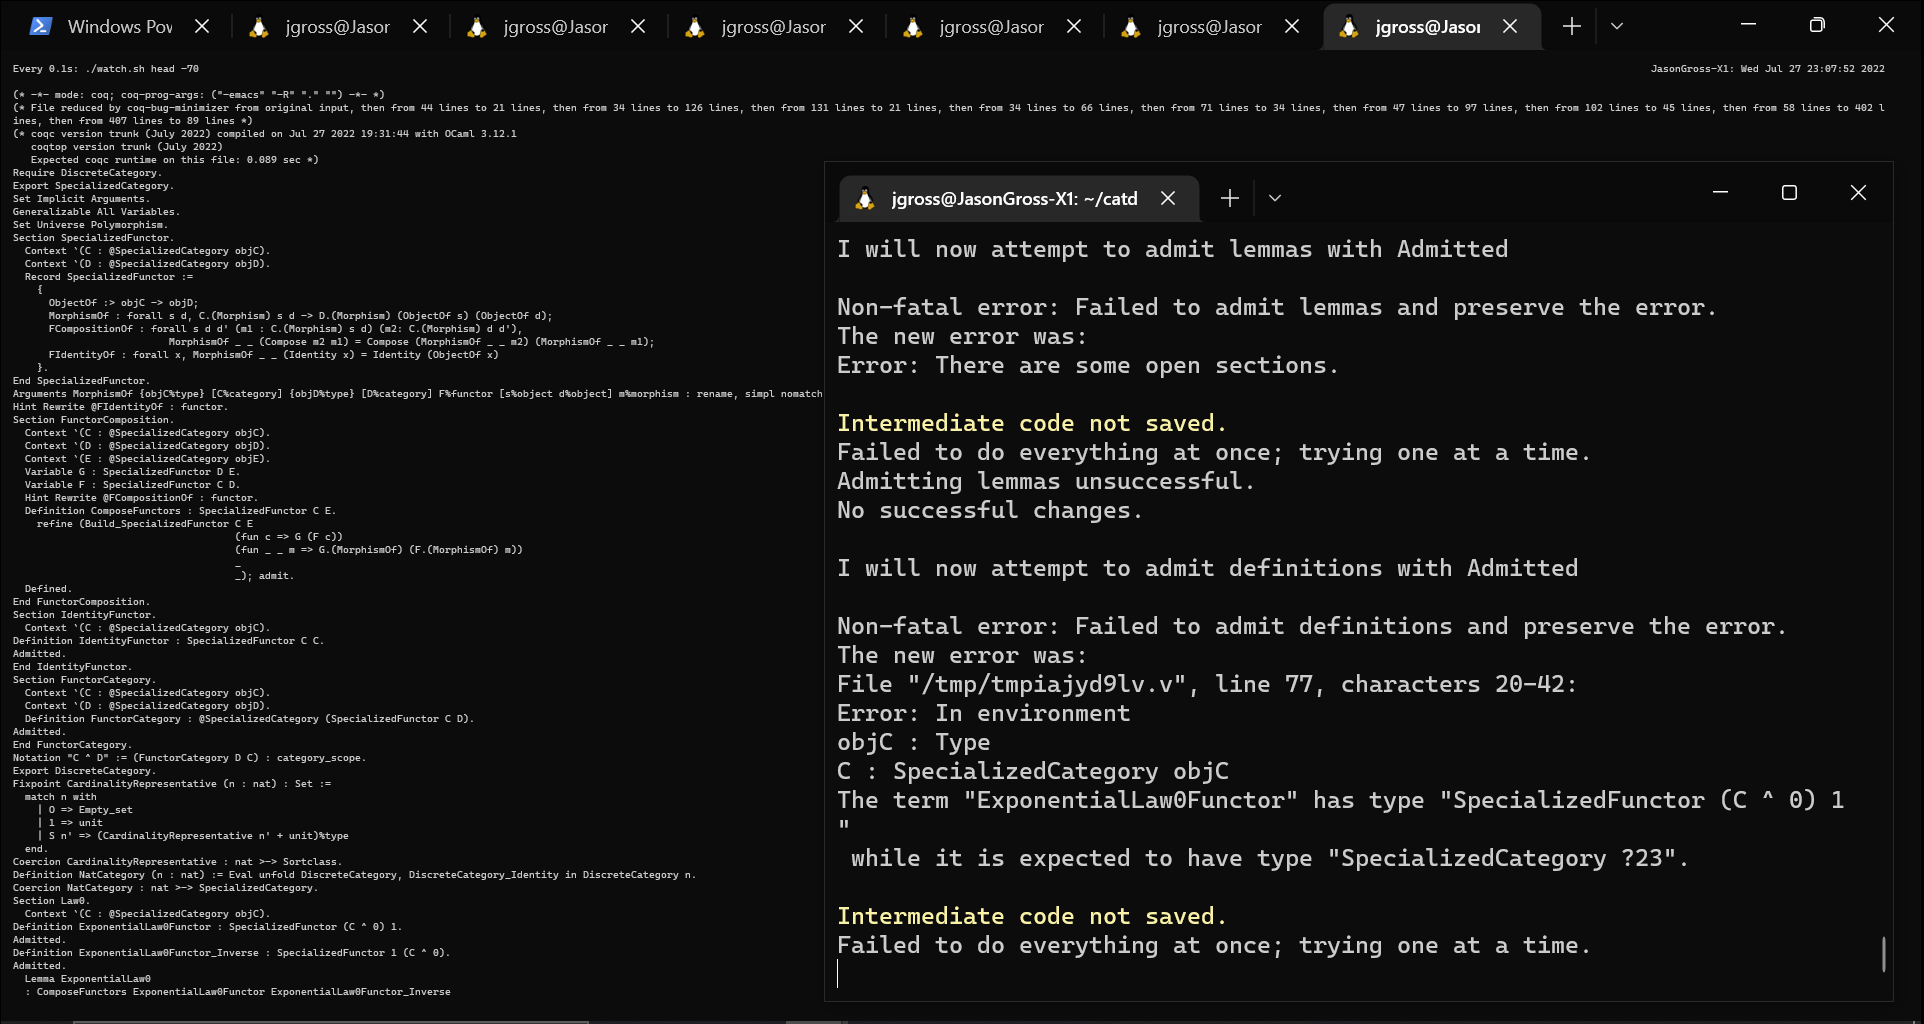 Windows Pov
jgross@Jasor
jgross@Jasor
jgross@Jasor
jgross@Jasor
jgross@Jasor
jgross@Jasor
Every 0.1s: ./watch.sh head -70
JasonGross-X1: Wed Jul 27 23:07:52 2022
(* -*- mode: coq; coq-prog-args: ("-emacs" "-R" "." "") -*- *)
(* File reduced by coq-bug-minimizer from original input, then from 44 lines to 21 lines, then from 34 lines to 126 lines, then from 131 lines to 21 lines, then from 34 lines to 66 lines, then from 71 lines to 34 lines, then from 47 lines to 97 lines, then from 102 lines to 45 lines, then from 58 lines to 402 l
ines, then from 407 lines to 89 lines *)
(* coqc version trunk (July 2022) compiled on Jul 27 2022 19:31:44 with OCaml 3.12.1
   coqtop version trunk (July 2022)
   Expected coqc runtime on this file: 0.089 sec *)
Require DiscreteCategory.
Export SpecializedCategory.
Set Implicit Arguments.
Generalizable All Variables.
Set Universe Polymorphism.
Section SpecializedFunctor.
  Context `(C : @SpecializedCategory objC).
  Context `(D : @SpecializedCategory objD).
  Record SpecializedFunctor :=
    {
      ObjectOf :> objC -> objD;
      MorphismOf : forall s d, C.(Morphism) s d -> D.(Morphism) (ObjectOf s) (ObjectOf d);
      FCompositionOf : forall s d d' (m1 : C.(Morphism) s d) (m2: C.(Morphism) d d'),
                          MorphismOf _ _ (Compose m2 m1) = Compose (MorphismOf _ _ m2) (MorphismOf _ _ m1);
      FIdentityOf : forall x, MorphismOf _ _ (Identity x) = Identity (ObjectOf x)
    }.
End SpecializedFunctor.
Arguments MorphismOf {objC%type} [C%category] {objD%type} [D%category] F%functor [s%object d%object] m%morphism : rename, simpl nomatch
Hint Rewrite @FIdentityOf : functor.
Section FunctorComposition.
  Context `(C : @SpecializedCategory objC).
  Context `(D : @SpecializedCategory objD).
  Context `(E : @SpecializedCategory objE).
  Variable G : SpecializedFunctor D E.
  Variable F : SpecializedFunctor C D.
  Hint Rewrite @FCompositionOf : functor.
  Definition ComposeFunctors : SpecializedFunctor C E.
    refine (Build_SpecializedFunctor C E
                                     (fun c => G (F c))
                                     (fun _ _ m => G.(MorphismOf) (F.(MorphismOf) m))
                                     _
                                     _); admit.
  Defined.
End FunctorComposition.
Section IdentityFunctor.
  Context `(C : @SpecializedCategory objC).
Definition IdentityFunctor : SpecializedFunctor C C.
Admitted.
End IdentityFunctor.
Section FunctorCategory.
  Context `(C : @SpecializedCategory objC).
  Context `(D : @SpecializedCategory objD).
  Definition FunctorCategory : @SpecializedCategory (SpecializedFunctor C D).
Admitted.
End FunctorCategory.
Notation "C ^ D" := (FunctorCategory D C) : category_scope.
Export DiscreteCategory.
Fixpoint CardinalityRepresentative (n : nat) : Set :=
  match n with
    | O => Empty_set
    | 1 => unit
    | S n' => (CardinalityRepresentative n' + unit)%type
  end.
Coercion CardinalityRepresentative : nat >-> Sortclass.
Definition NatCategory (n : nat) := Eval unfold DiscreteCategory, DiscreteCategory_Identity in DiscreteCategory n.
Coercion NatCategory : nat >-> SpecializedCategory.
Section Law0.
  Context `(C : @SpecializedCategory objC).
Definition ExponentialLaw0Functor : SpecializedFunctor (C ^ 0) 1.
Admitted.
Definition ExponentialLaw0Functor_Inverse : SpecializedFunctor 1 (C ^ 0).
Admitted.
  Lemma ExponentialLaw0
  : ComposeFunctors ExponentialLaw0Functor ExponentialLaw0Functor_Inverse
jgross@JasonGross-X1: ~/catd
I will now attempt to admit lemmas with Admitted
Non-fatal error: Failed to admit lemmas and preserve the error.
The new error was:
Error: There are some open sections.
Intermediate code not saved.
Failed to do everything at once; trying one at a time.
Admitting lemmas unsuccessful.
No successful changes.
I will now attempt to admit definitions with Admitted
Non-fatal error: Failed to admit definitions and preserve the error.
The new error was:
File "/tmp/tmpiajyd9lv.v", line 77, characters 20-42:
Error: In environment
objC : Type
C : SpecializedCategory objC
The term "ExponentialLaw0Functor" has type "SpecializedFunctor (C ^ 0) 1
"
 while it is expected to have type "SpecializedCategory ?23".
Intermediate code not saved.
Failed to do everything at once; trying one at a time.